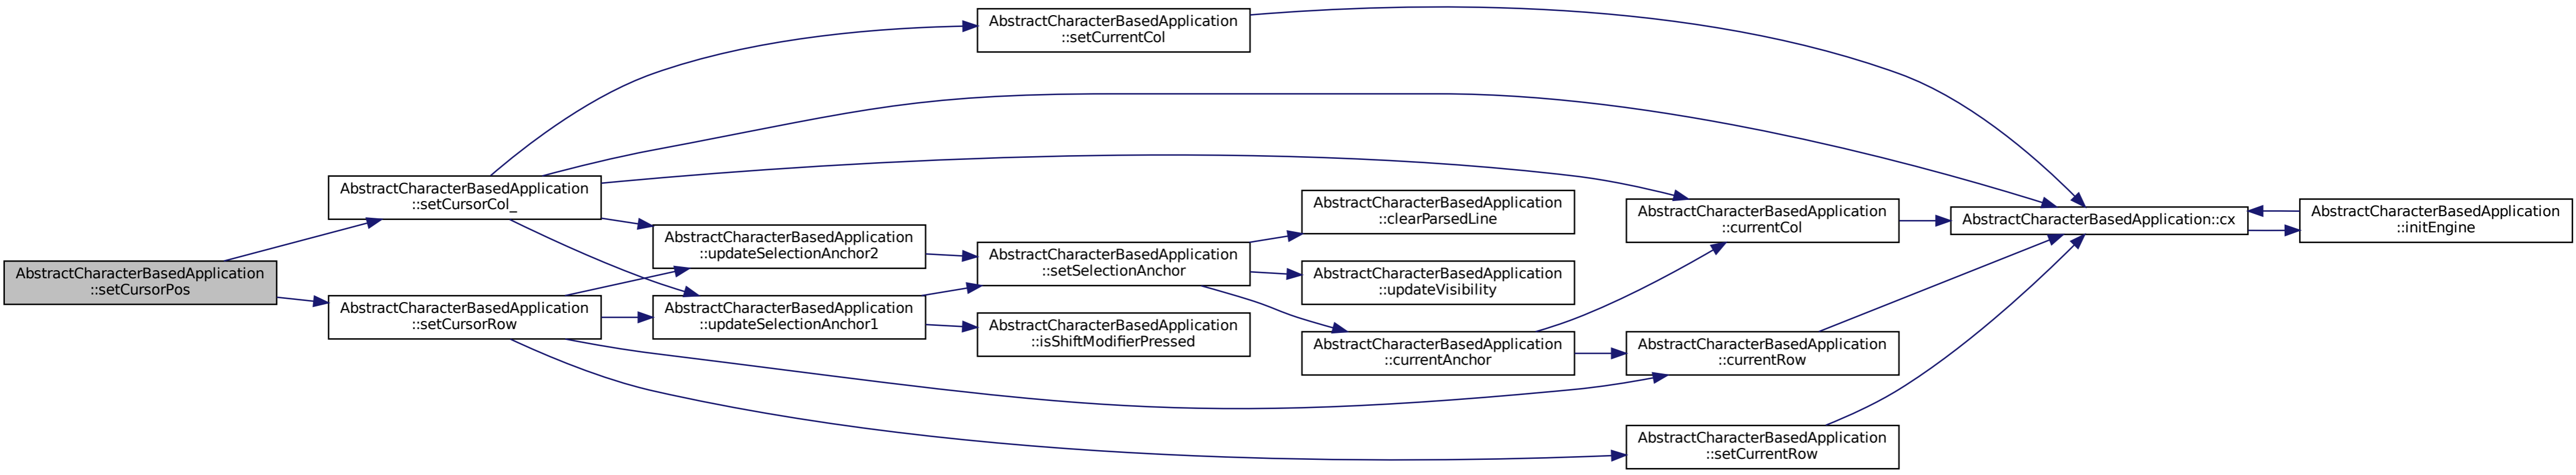 AbstractCharacterBasedApplication
::setCursorPos
AbstractCharacterBasedApplication
::setCursorCol_
AbstractCharacterBasedApplication
::setCursorRow
AbstractCharacterBasedApplication
::updateSelectionAnchor2
AbstractCharacterBasedApplication
::updateSelectionAnchor1
AbstractCharacterBasedApplication
::setCurrentCol
AbstractCharacterBasedApplication
::setSelectionAnchor
AbstractCharacterBasedApplication
::isShiftModifierPressed
AbstractCharacterBasedApplication
::clearParsedLine
AbstractCharacterBasedApplication
::updateVisibility
AbstractCharacterBasedApplication
::currentAnchor
AbstractCharacterBasedApplication
::currentCol
AbstractCharacterBasedApplication
::currentRow
AbstractCharacterBasedApplication
::setCurrentRow
AbstractCharacterBasedApplication::cx
AbstractCharacterBasedApplication
::initEngine